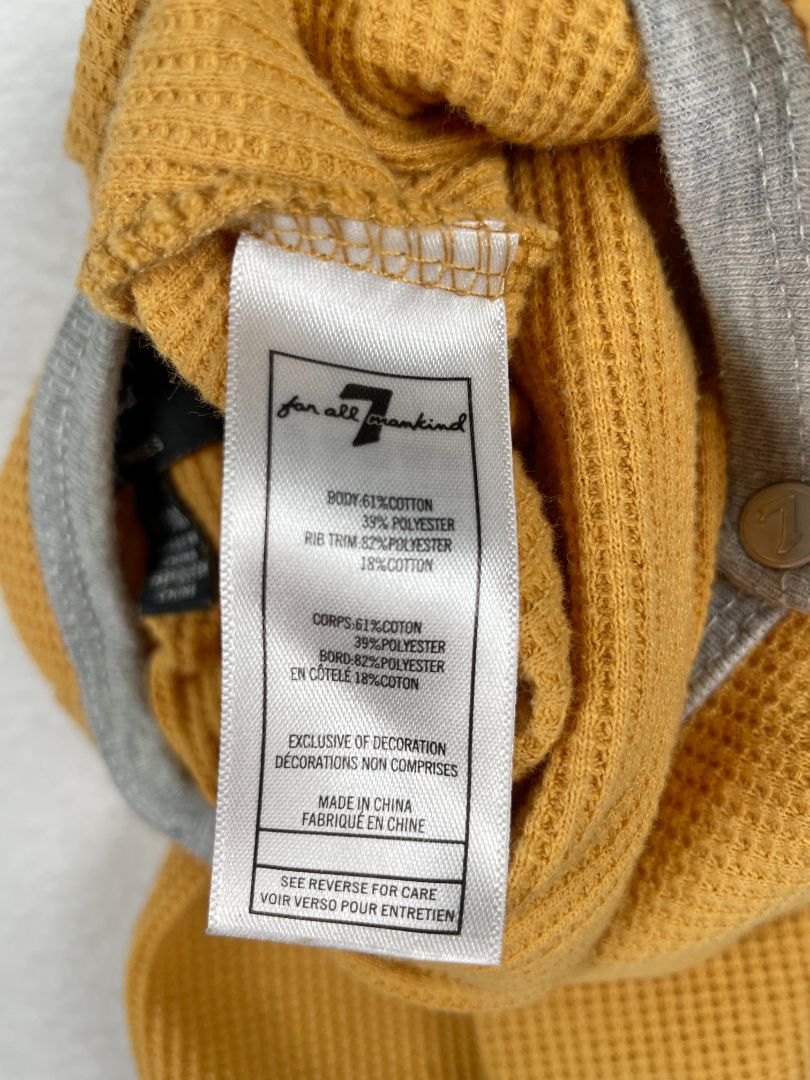 for all 7 mankind
BODY:61%COTTON
39% POLYESTER
RIB TRIM:82%POLYESTER
18%COTTON
CORPS:61%COTON
39%POLYESTER
BORD:82%POLYESTER
EN CÔTELÉ 18%COTON
EXCLUSIVE OF DECORATION
DÉCORATIONS NON COMPRISES
MADE IN CHINA
FABRIQUÉ EN CHINE
SEE REVERSE FOR CARE
VOIR VERSO POUR ENTRETIEN
7